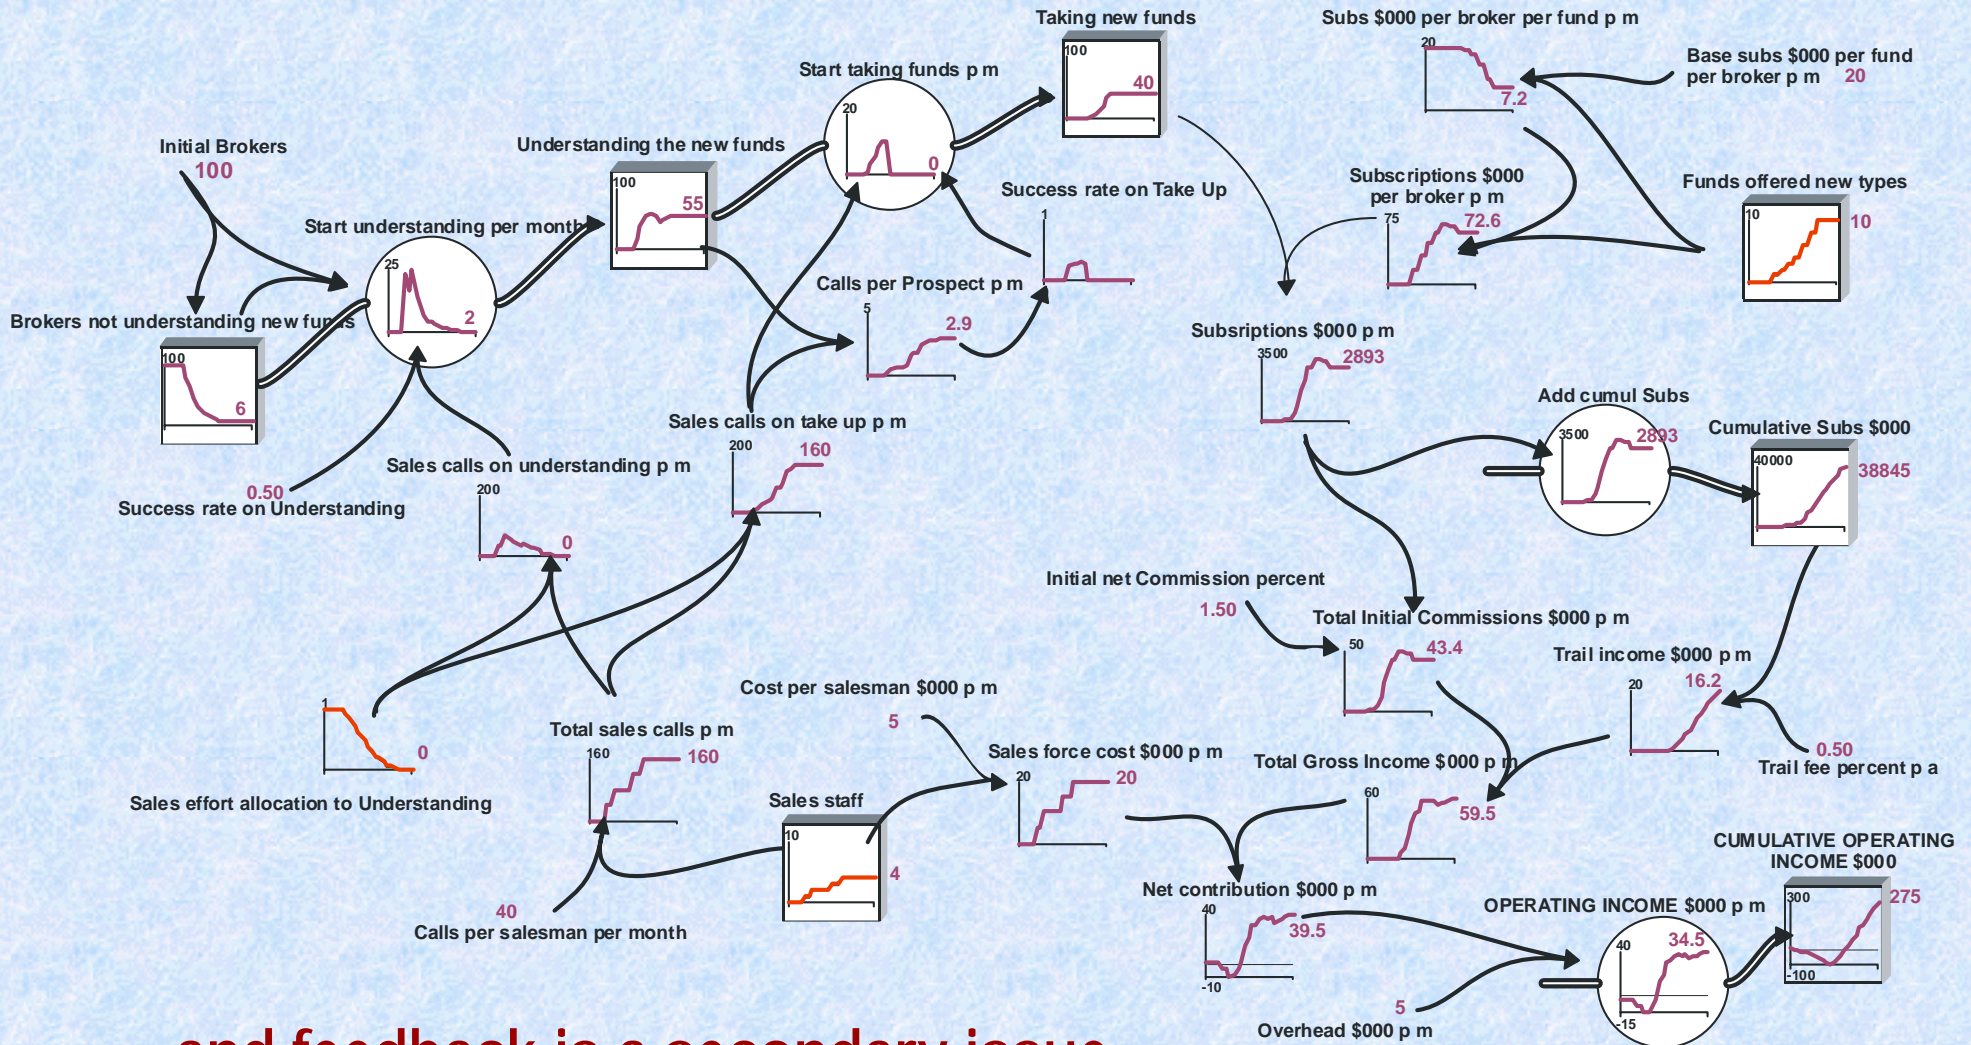 Taking new funds
100
40
Subs $000 per broker per fund p m
20
7.2
Base subs $000 per fund
per broker p m 20
Start taking funds p m
20
0
Initial Brokers
100
Understanding the new funds
100
55
Success rate on Take Up
1
Subscriptions $000
per broker p m
75
72.6
Funds offered new types
10
10
Start understanding per month
25
2
Calls per Prospect p m
5
2.9
Brokers not understanding new funds
100
6
Subsriptions $000 p m
3500
2893
Add cumul Subs
3500
2893
Cumulative Subs $000
40000
38845
Sales calls on take up p m
200
160
Sales calls on understanding p m
200
0
0.50
Success rate on Understanding
Initial net Commission percent
1.50
Total Initial Commissions $000 p m
50
43.4
Trail income $000 p m
20
16.2
0.50
Trail fee percent p a
1
0
Sales effort allocation to Understanding
Total sales calls p m
160
160
Cost per salesman $000 p m
5
Sales force cost $000 p m
20
20
Total Gross Income $000 p m
60
59.5
Sales staff
10
4
40
Calls per salesman per month
Net contribution $000 p m
40
39.5
-10
OPERATING INCOME $000 p m
40
34.5
-15
CUMULATIVE OPERATING
INCOME $000
300
275
-100
5
Overhead $000 p m
and feedback is a secondary issue